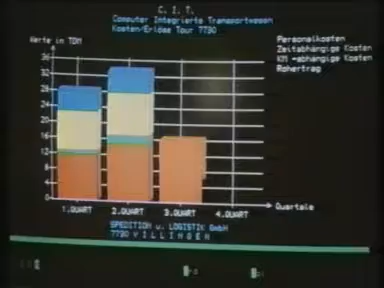 C. I. T.
Computer Integrierte Transportwesen
Kosten/Erlöse Tour 7730
Werte in TDM
Personalkosten
Zeitabhängige Kosten
KM -abhängige Kosten
Rohertrag
36
32
28
24
20
16
12
8
4
0
1.QUART 2.QUART 3.QUART 4.QUART
Quartale
SPEDITION u. LOGISTIK GmbH
7730 V I L L I N G E N